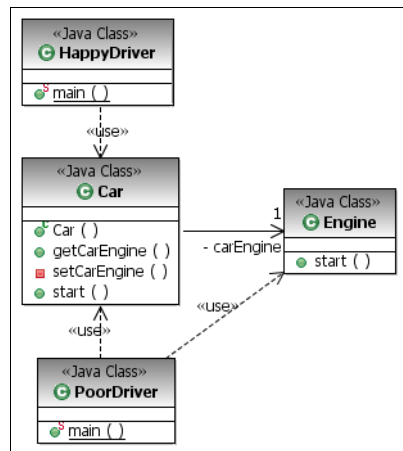 «Java Class»
HappyDriver
main ( )
«use»
«Java Class»
Car
Car ( )
getCarEngine ( )
setCarEngine ( )
start ( )
1
- carEngine
«Java Class»
Engine
start ( )
«use»
«use»
«Java Class»
PoorDriver
main ( )